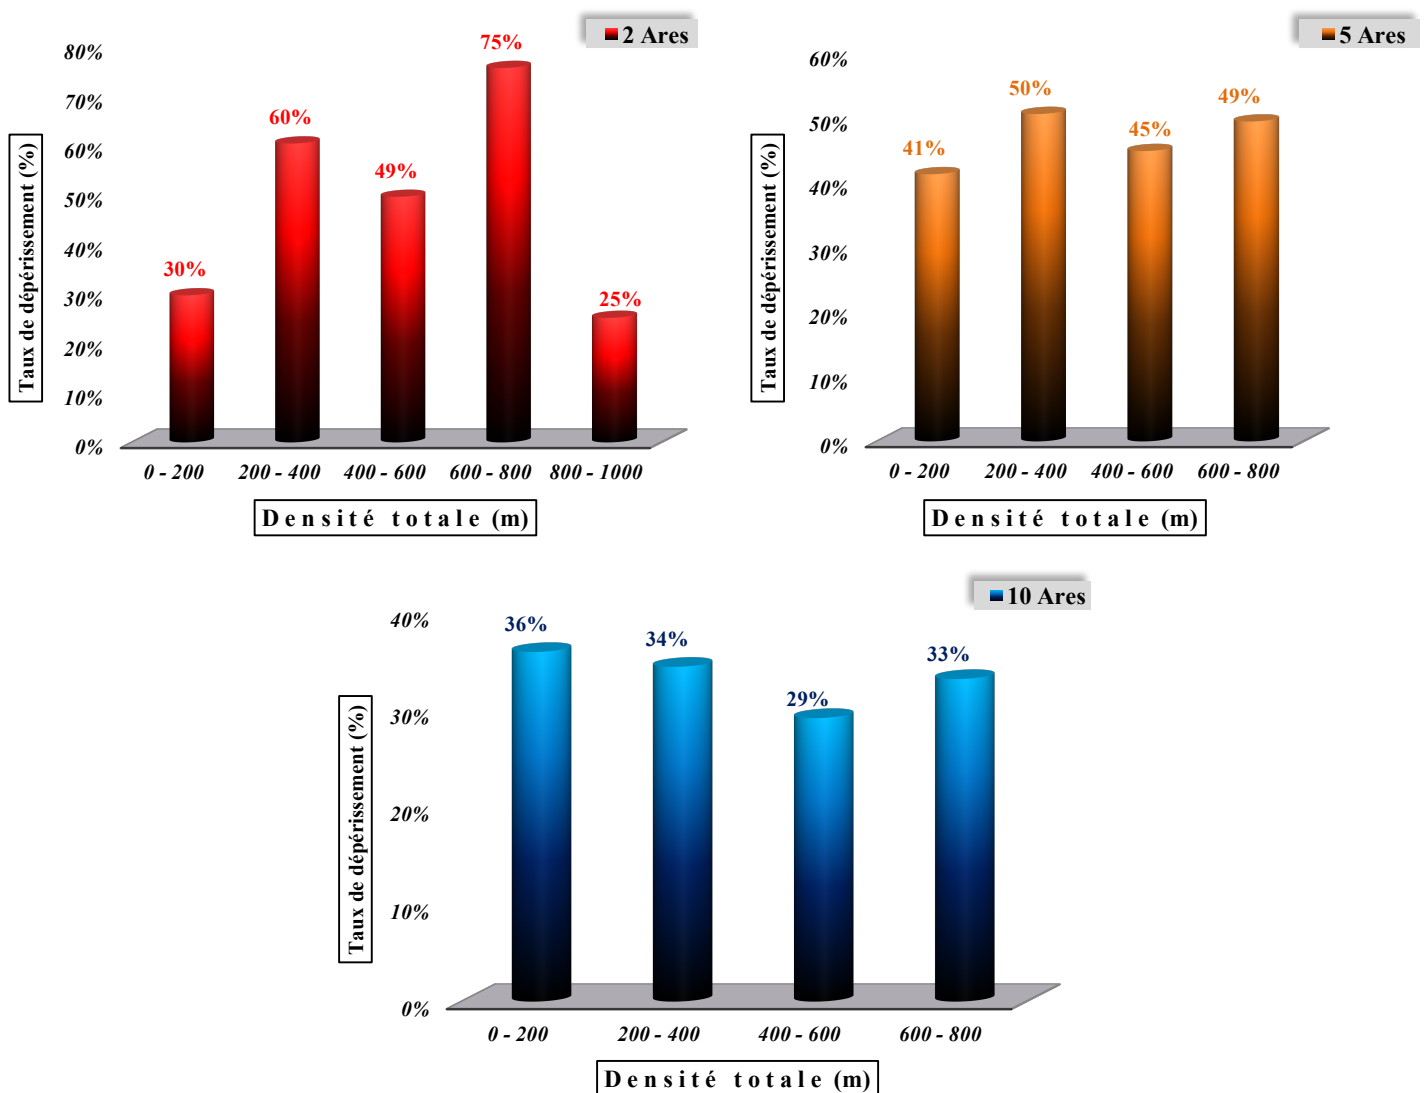 2 Ares
80%
70%
60%
50%
40%
30%
20%
10%
0%
Taux de dépérissement (%)
30%
60%
49%
75%
25%
0 - 200
200 - 400
400 - 600
600 - 800
800 - 1000
Densité totale (m)
5 Ares
60%
50%
40%
30%
20%
10%
0%
Taux de dépérissement (%)
41%
50%
45%
49%
0 - 200
200 - 400
400 - 600
600 - 800
Densité totale (m)
10 Ares
40%
30%
20%
10%
0%
Taux de dépérissement (%)
36%
34%
29%
33%
0 - 200
200 - 400
400 - 600
600 - 800
Densité totale (m)